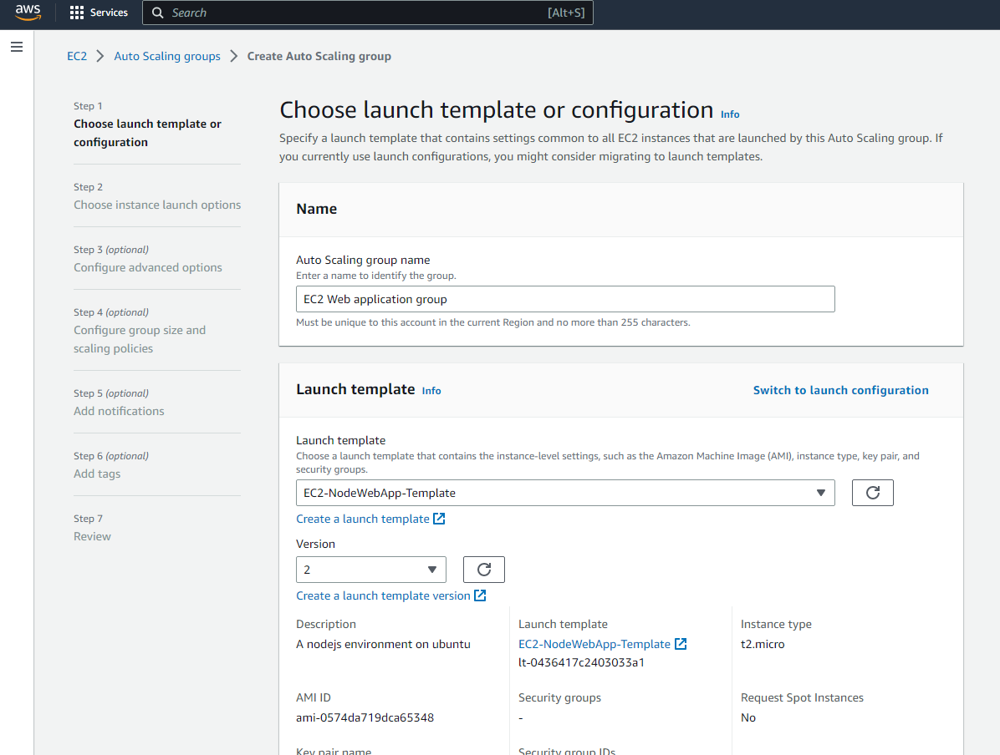 aws
Services
Search
[Alt+S]
EC2
Auto Scaling groups
Create Auto Scaling group
Step 1
Choose launch template or
configuration
Step 2
Choose instance launch options
Step 3 (optional)
Configure advanced options
Step 4 (optional)
Configure group size and
scaling policies
Step 5 (optional)
Add notifications
Step 6 (optional)
Add tags
Step 7
Review
Choose launch template or configuration Info
Specify a launch template that contains settings common to all EC2 instances that are launched by this Auto Scaling group. If
you currently use launch configurations, you might consider migrating to launch templates.
Name
Auto Scaling group name
Enter a name to identify the group.
EC2 Web application group
Must be unique to this account in the current Region and no more than 255 characters.
Launch template Info
Switch to launch configuration
Launch template
Choose a launch template that contains the instance-level settings, such as the Amazon Machine Image (AMI), instance type, key pair, and
security groups.
EC2-NodeWebApp-Template
Create a launch template
Version
2
Create a launch template version
Description
A nodejs environment on ubuntu
Launch template
EC2-NodeWebApp-Template
lt-0436417c2403033a1
Instance type
t2.micro
AMI ID
ami-0574da719dca65348
Security groups
-
Request Spot Instances
No
Key pair name
Security group IDs